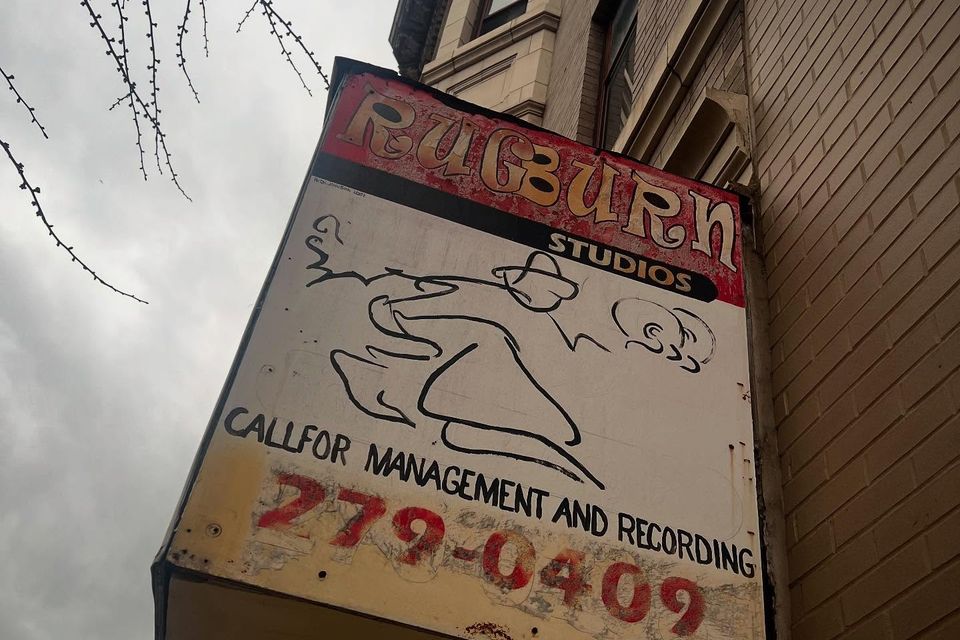 RUGBURN
STUDIOS
CALL FOR MANAGEMENT AND RECORDING
279-0409